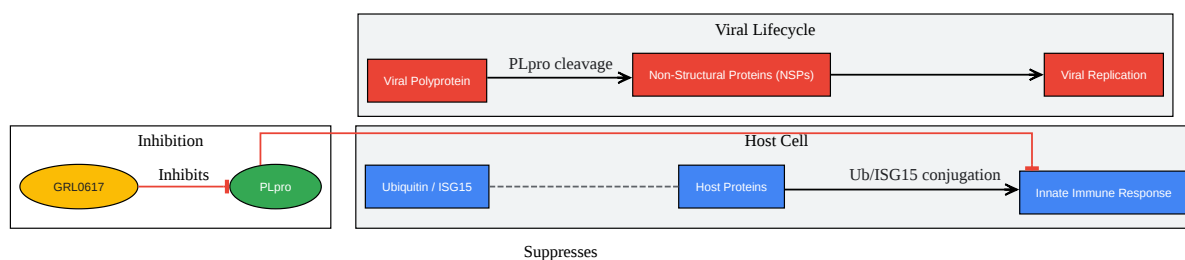 Viral Lifecycle
Viral Polyprotein
PLpro cleavage
Non-Structural Proteins (NSPs)
Viral Replication
Inhibition
GRL0617
Inhibits
PLpro
Host Cell
Ubiquitin / ISG15
Host Proteins
Ub/ISG15 conjugation
Innate Immune Response
Suppresses